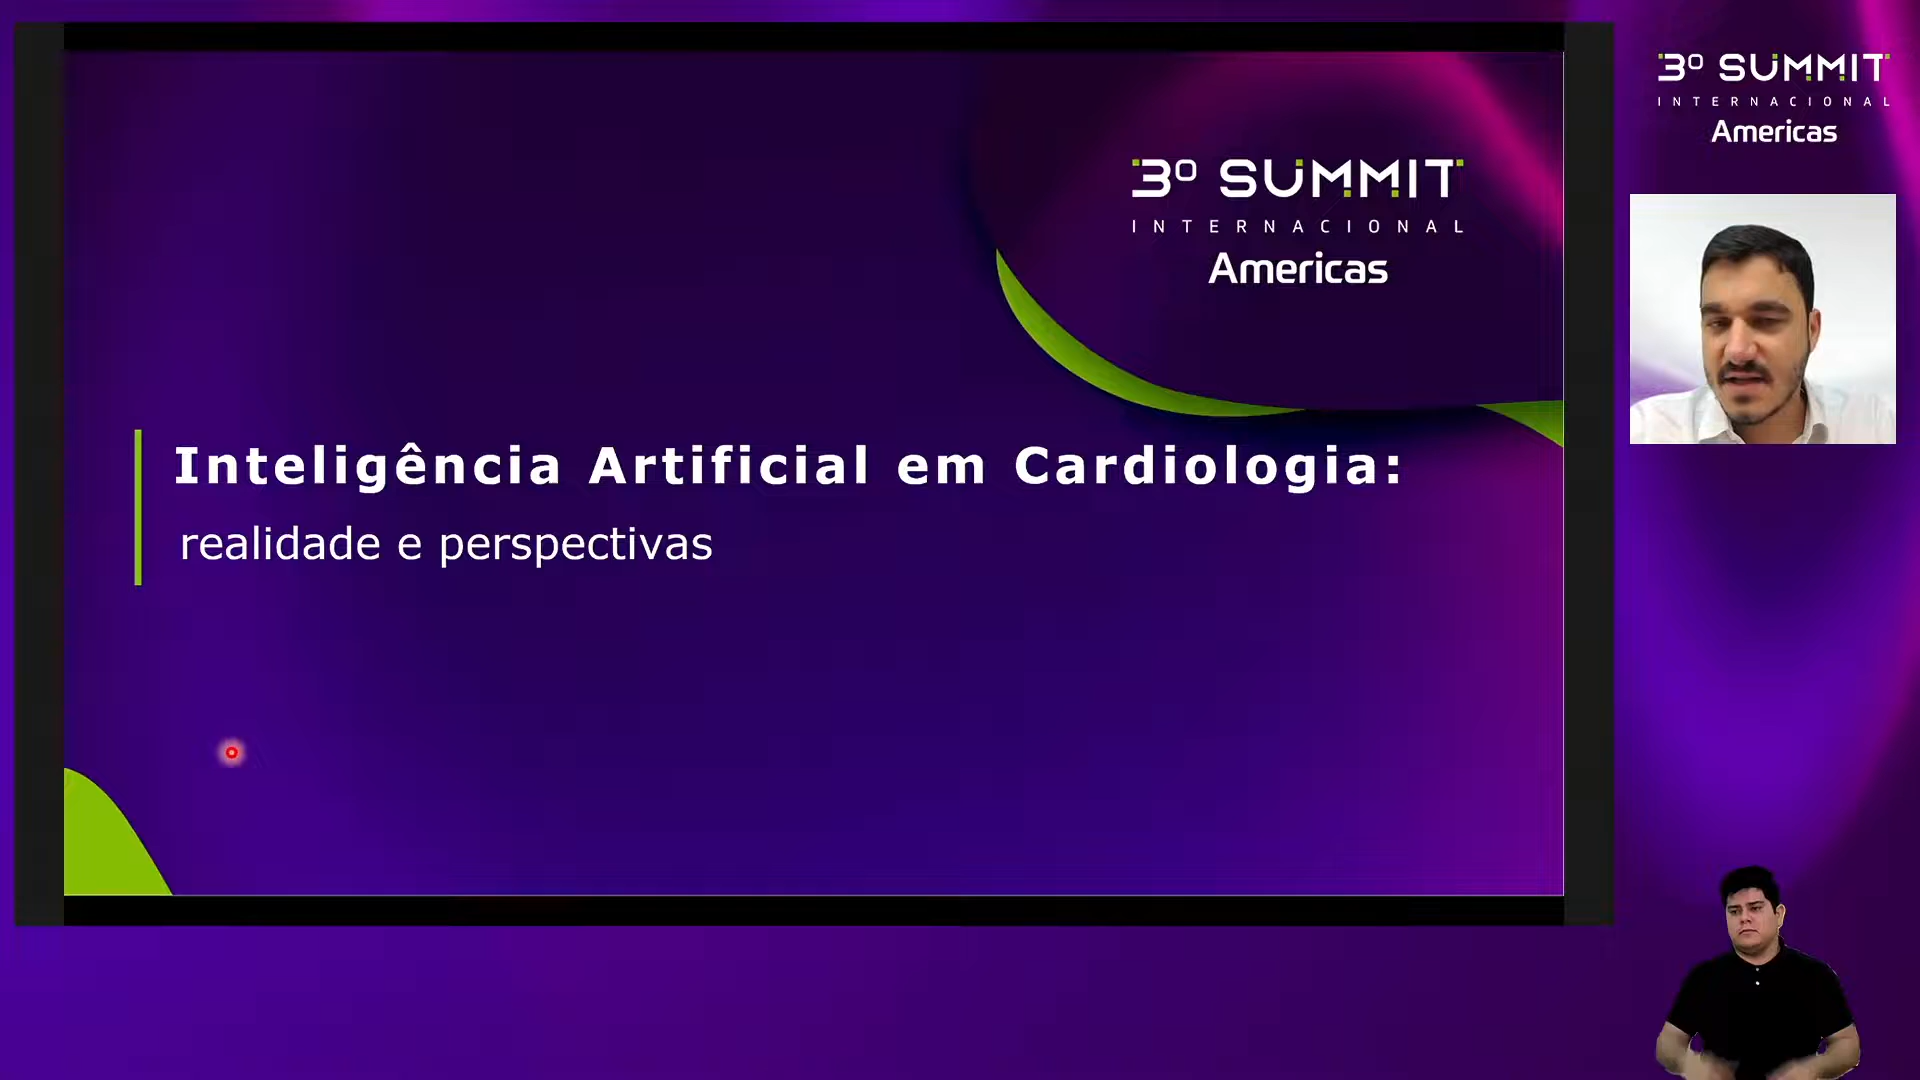 3º SUMMIT
INTERNACIONAL
Americas
Inteligência Artificial em Cardiologia:
realidade e perspectivas
3º SUMMIT
INTERNACIONAL
Americas